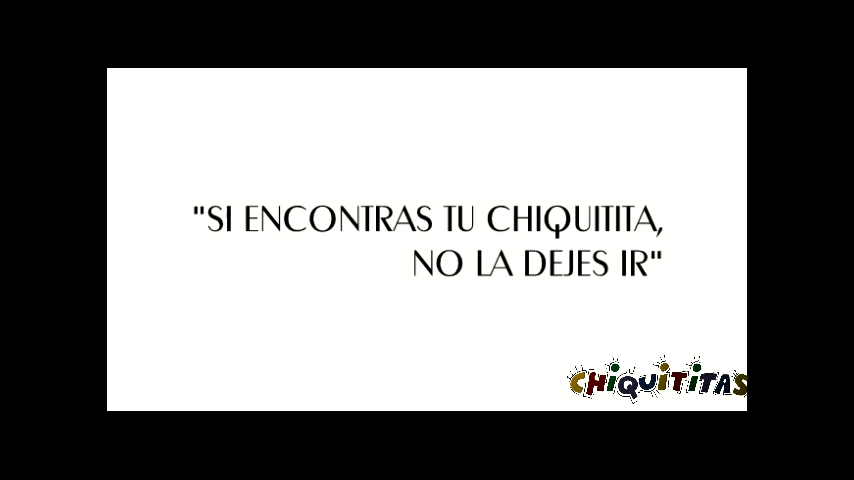 "SI ENCONTRAS TU CHIQUITITA,
NO LA DEJES IR"
CHIQUITITAS